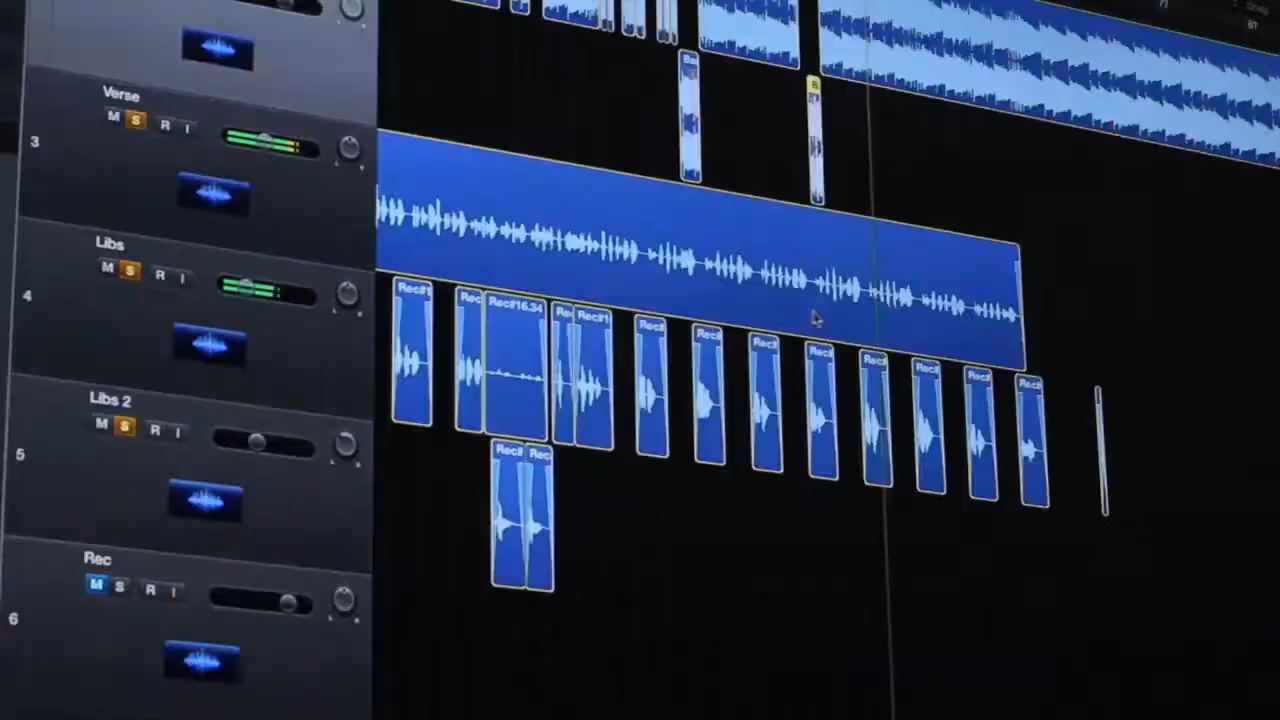 Verse
M S R I
3
Libs
M S R I
4
Rec#1
Rec
Rec#16.34
Rec
Rec#1
Rec#
Rec#
Rec#
Rec#
Rec#
Rec#
Rec#
Rec#
Libs 2
M S R I
5
Rec#
Rec
Rec
M S R I
6